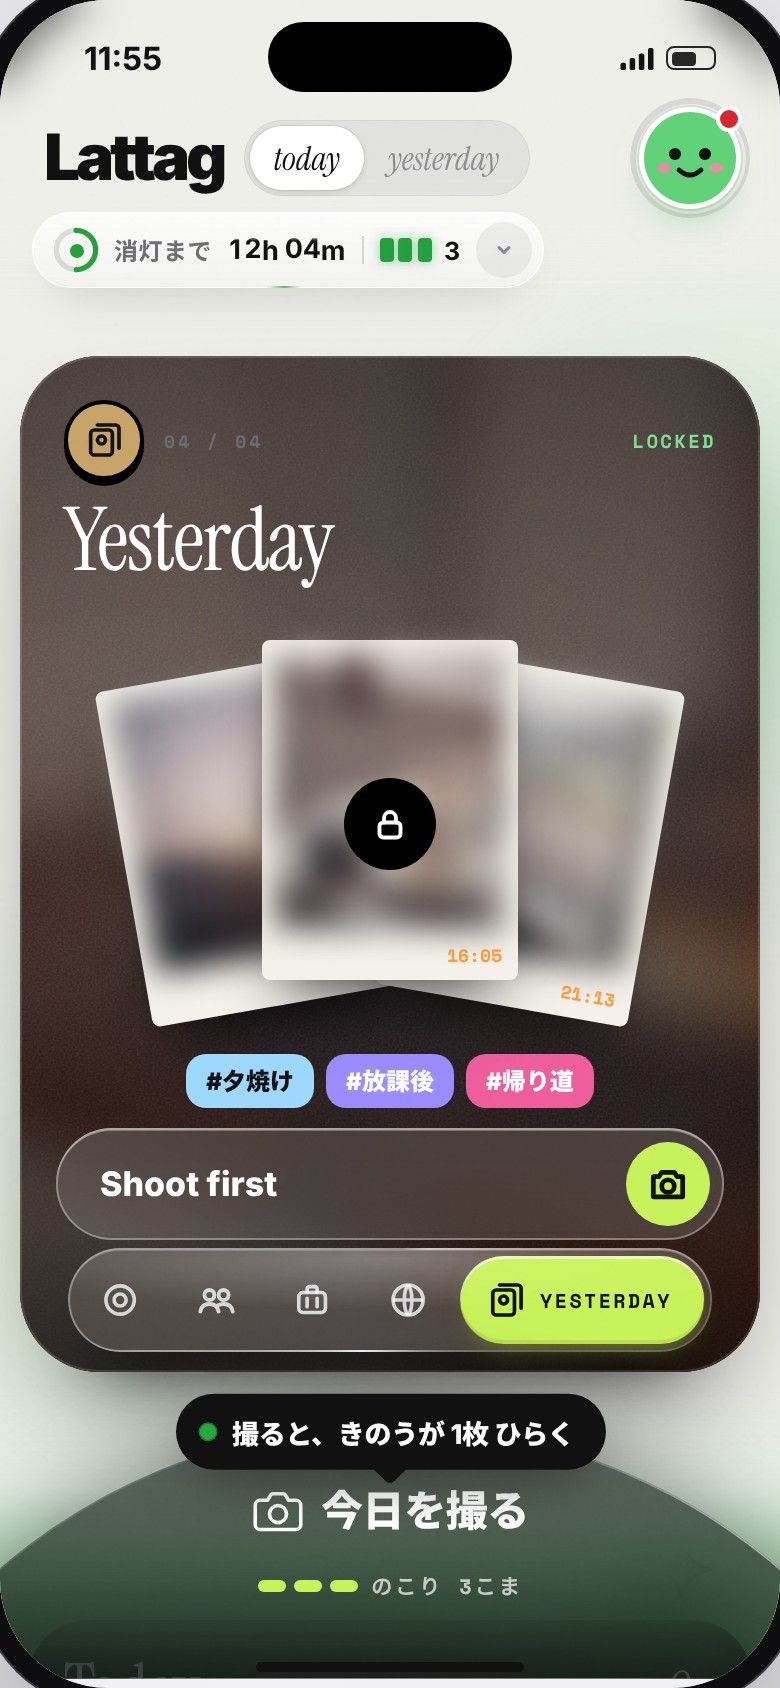 11:55
Lattag
today
yesterday
消灯まで 12h 04m 3
04 / 04
LOCKED
Yesterday
16:05
21:13
#夕焼け
#放課後
#帰り道
Shoot first
YESTERDAY
撮ると、きのうが 1枚 ひらく
今日を撮る
のこり 3こま